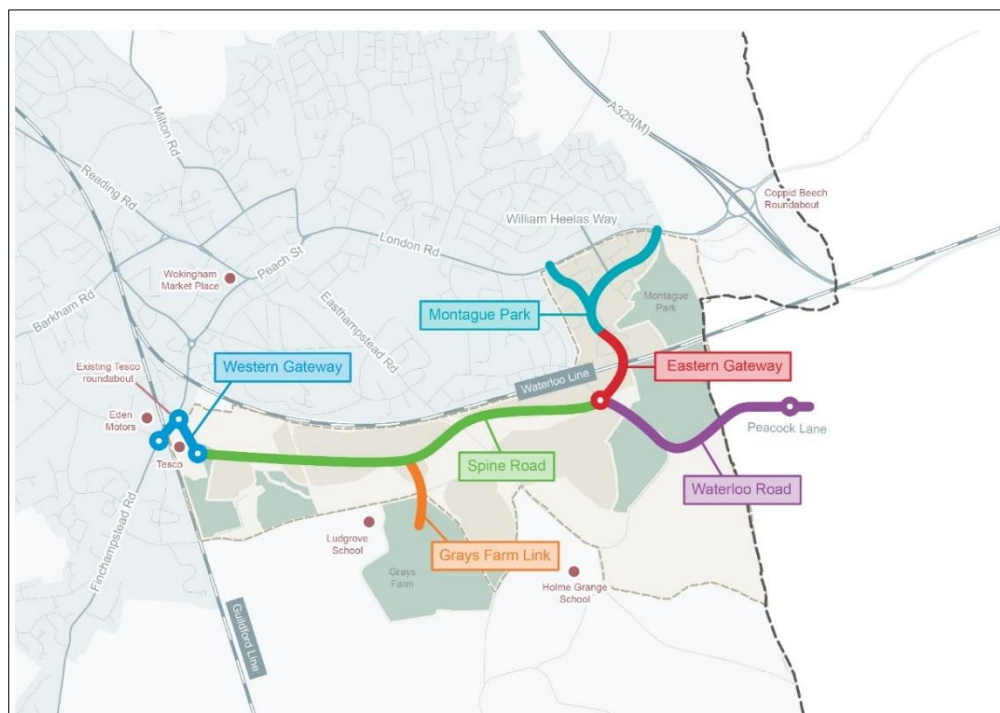 A329(M)
Milton Rd
Coppid Beech
Roundabout
Reading Rd
William Heelas Way
London Rd
Peach St
Wokingham
Market Place
Montague
Park
Easthampstead Rd
Barkham Rd
Montague Park
Existing Tesco
roundabout
Western Gateway
Eastern Gateway
Waterloo Line
Eden
Motors
Peacock Lane
Tesco
Spine Road
Waterloo Road
Finchampstead Rd
Ludgrove
School
Grays Farm Link
Grays
Farm
Holme Grange
School
Guildford Line